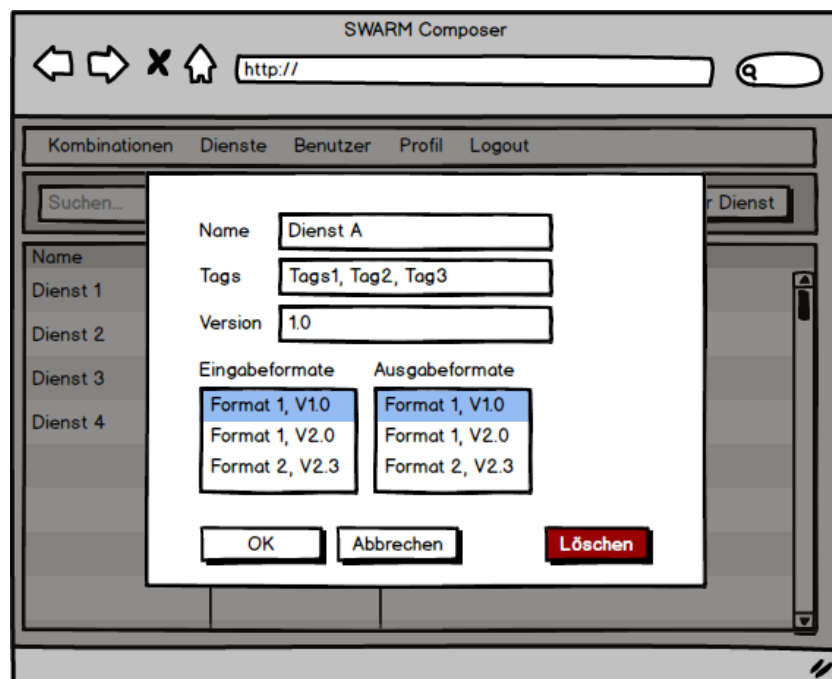 SWARM Composer
http://
Kombinationen Dienste Benutzer Profil Logout
Suchen... r Dienst
Name
Dienst 1
Dienst 2
Dienst 3
Dienst 4
Name Dienst A
Tags Tags1, Tag2, Tag3
Version 1.0
Eingabeformate Ausgabeformate
Format 1, V1.0 Format 1, V1.0
Format 1, V2.0 Format 1, V2.0
Format 2, V2.3 Format 2, V2.3
OK Abbrechen Löschen